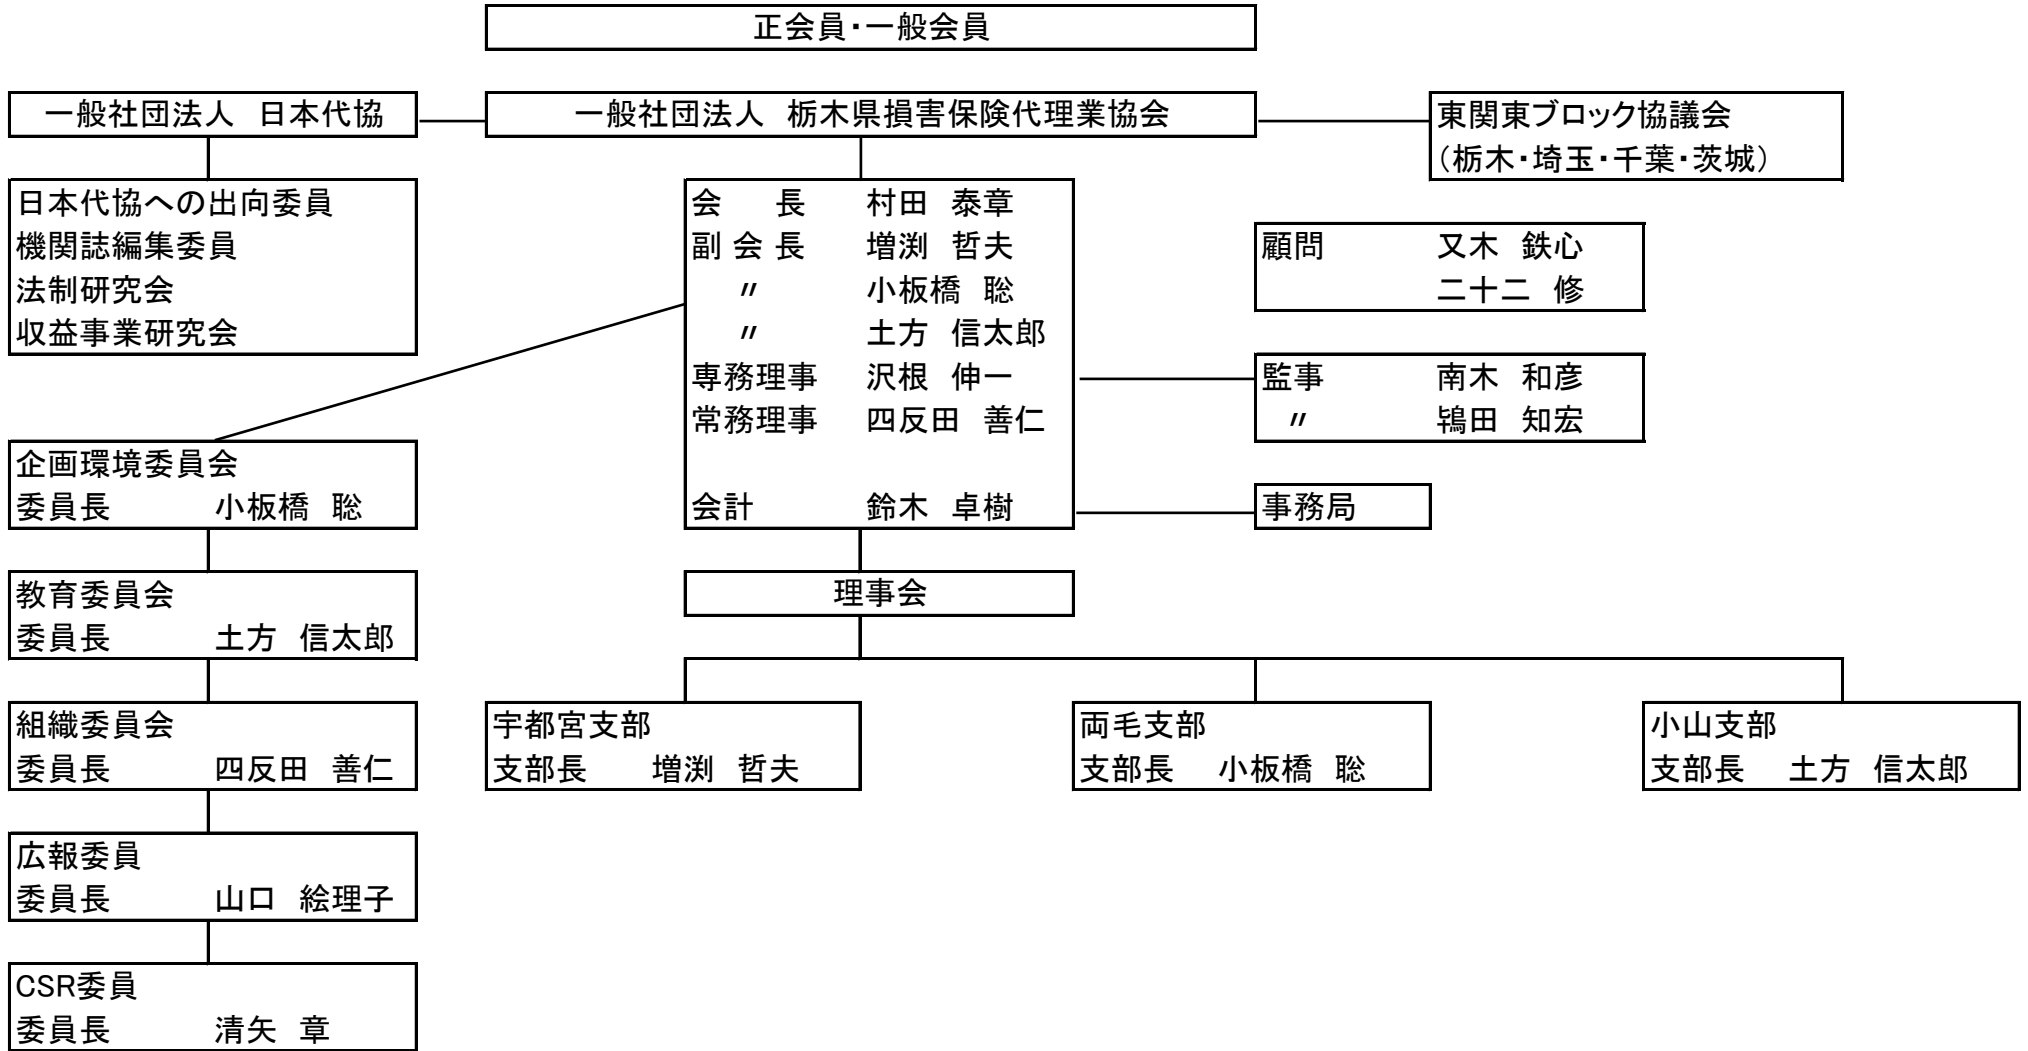 正会員・一般会員
一般社団法人　日本代協
一般社団法人　栃木県損害保険代理業協会
東関東ブロック協議会
（栃木・埼玉・千葉・茨城）
日本代協への出向委員
機関誌編集委員
法制研究会
収益事業研究会
会　　長　村田　泰章
副 会 長　増渕　哲夫
〃　小板橋　聡
〃　土方　信太郎
専務理事　沢根　伸一
常務理事　四反田　善仁
会計　鈴木　卓樹
顧問　又木　鉄心
二十二　修
監事　南木　和彦
〃　鴇田　知宏
事務局
企画環境委員会
委員長　小板橋　聡
教育委員会
委員長　土方　信太郎
組織委員会
委員長　四反田　善仁
広報委員
委員長　山口　絵理子
CSR委員
委員長　清矢　章
理事会
宇都宮支部
支部長　増渕　哲夫
両毛支部
支部長　小板橋　聡
小山支部
支部長　土方　信太郎